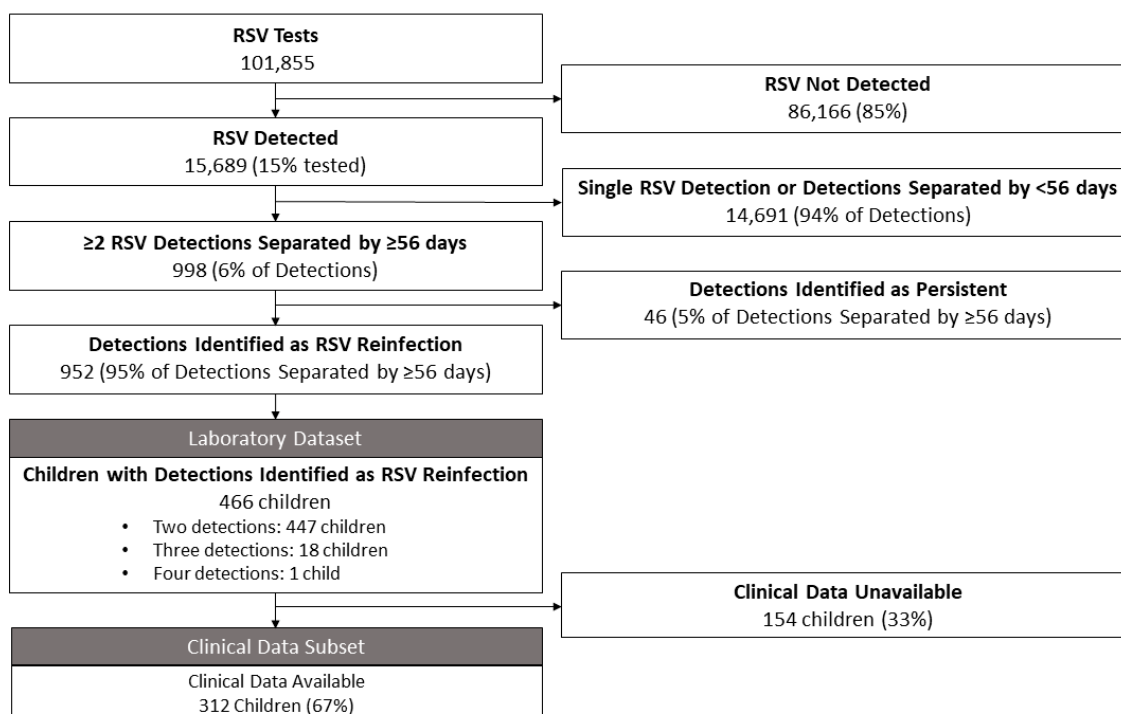 RSV Tests
101,855
RSV Not Detected
86,166 (85%)
RSV Detected
15,689 (15% tested)
Single RSV Detection or Detections Separated by <56 days
14,691 (94% of Detections)
≥2 RSV Detections Separated by ≥56 days
998 (6% of Detections)
Detections Identified as Persistent
46 (5% of Detections Separated by ≥56 days)
Detections Identified as RSV Reinfection
952 (95% of Detections Separated by ≥56 days)
Laboratory Dataset
Children with Detections Identified as RSV Reinfection
466 children
• Two detections: 447 children
• Three detections: 18 children
• Four detections: 1 child
Clinical Data Unavailable
154 children (33%)
Clinical Data Subset
Clinical Data Available
312 Children (67%)